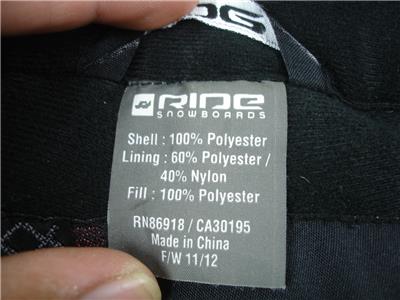 RIDE
RIDE
SNOWBOARDS
Shell : 100% Polyester
Lining : 60% Polyester /
40% Nylon
Fill : 100% Polyester
RN86918 / CA30195
Made in China
F/W 11/12